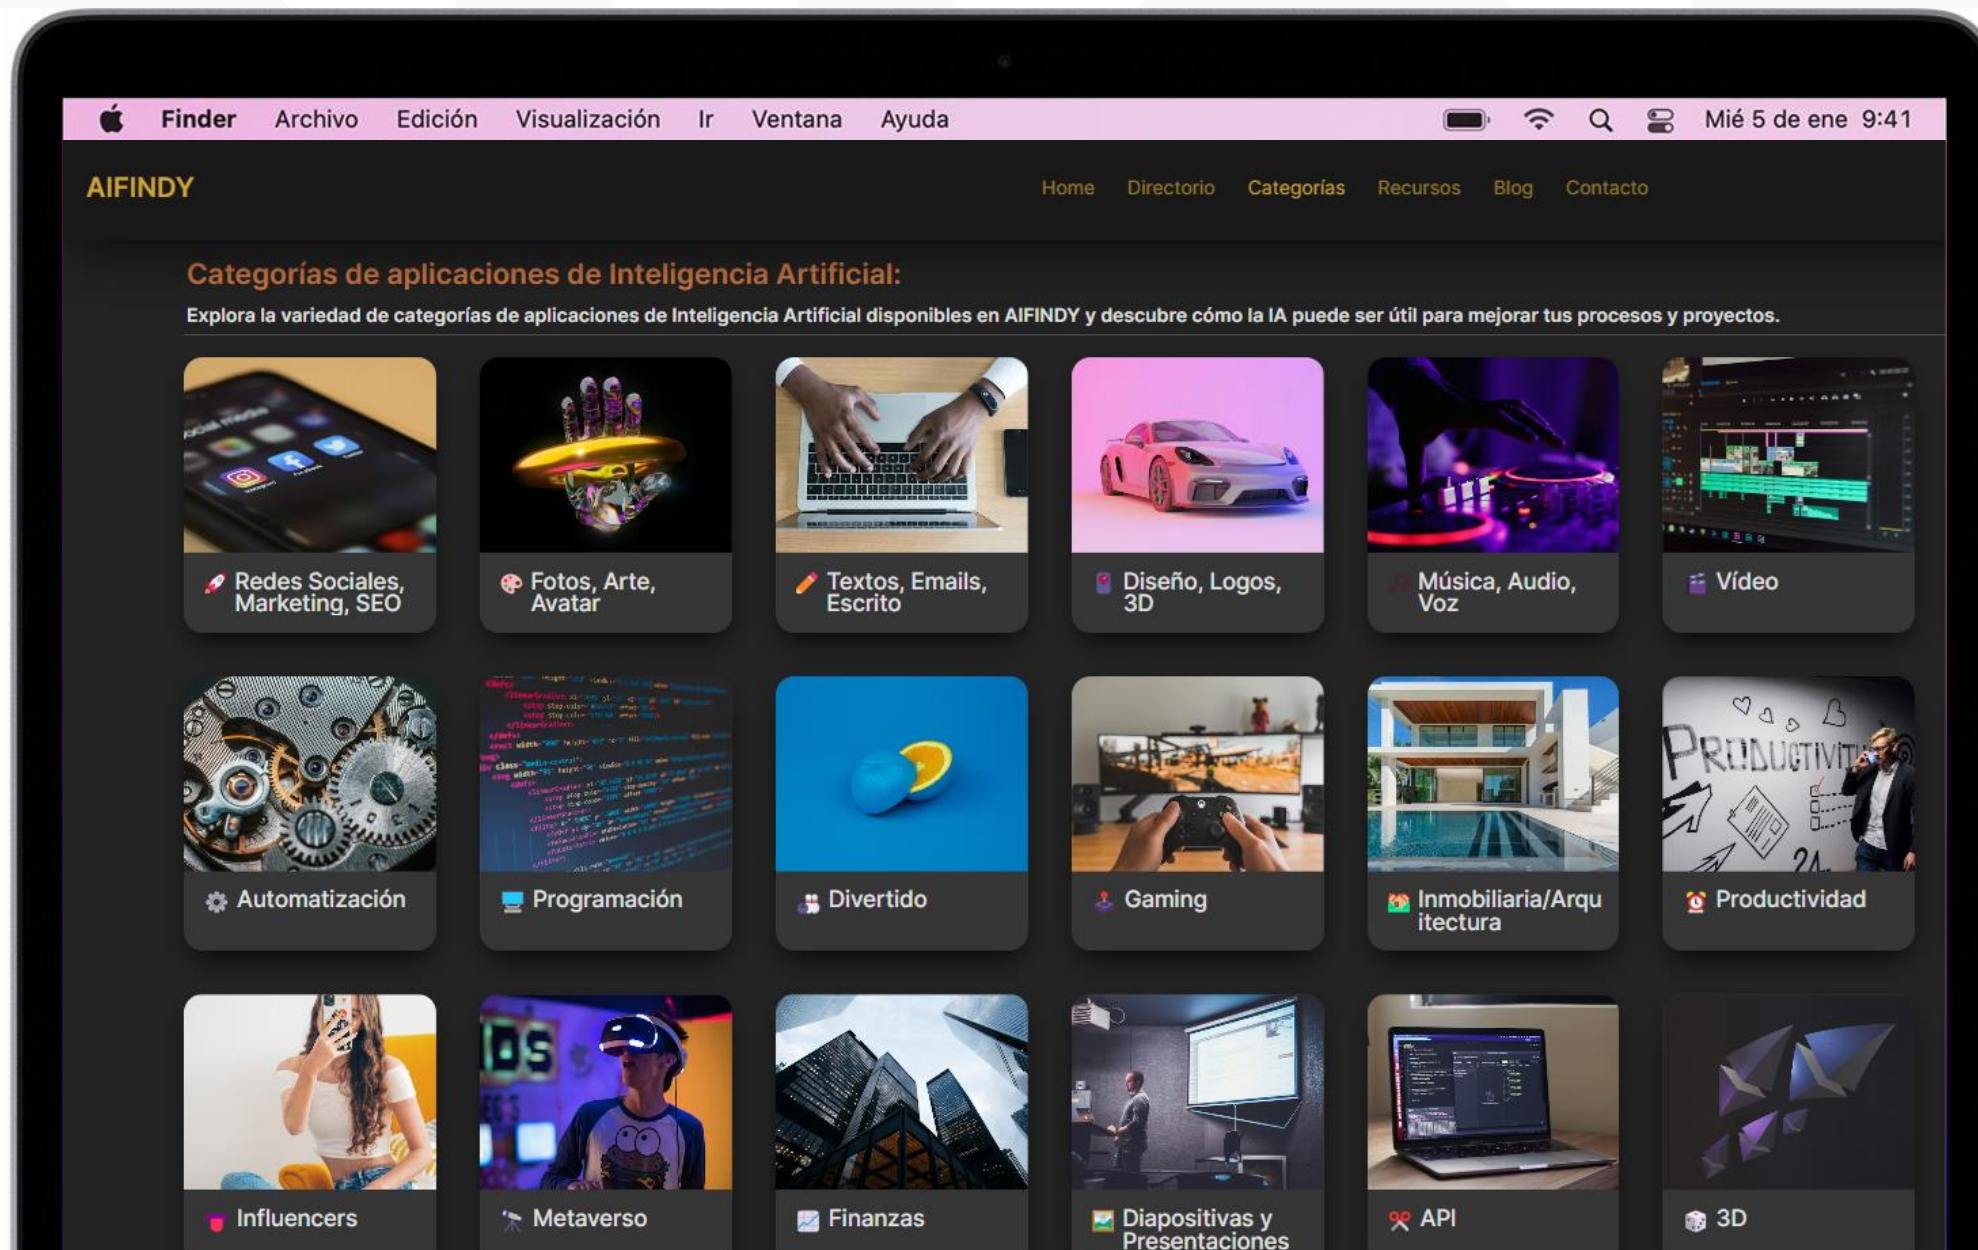 Finder Archivo Edición Visualización Ir Ventana Ayuda Mié 5 de ene 9:41
AIFINDY
Home Directorio Categorías Recursos Blog Contacto
Categorías de aplicaciones de Inteligencia Artificial:
Explora la variedad de categorías de aplicaciones de Inteligencia Artificial disponibles en AIFINDY y descubre cómo la IA puede ser útil para mejorar tus procesos y proyectos.
Redes Sociales,
Marketing, SEO
Fotos, Arte,
Avatar
Textos, Emails,
Escrito
Diseño, Logos,
3D
Música, Audio,
Voz
Vídeo
PRODUCTIVIT
24
Automatización
Programación
Divertido
Gaming
Inmobiliaria/Arqu
itectura
Productividad
Influencers
Metaverso
Finanzas
Diapositivas y
Presentaciones
API
3D